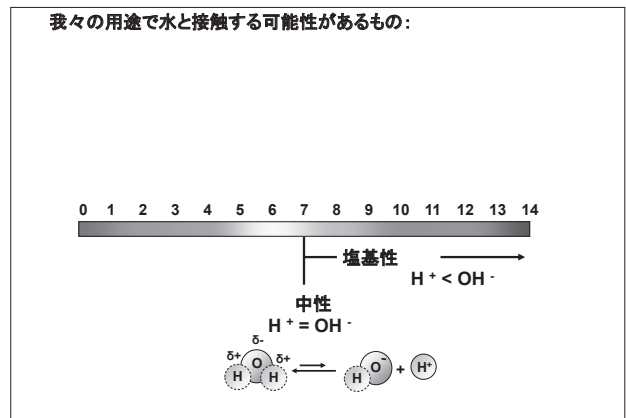 我々の用途で水と接触する可能性があるもの:
0 1 2 3 4 5 6 7 8 9 10 11 12 13 14
塩基性
H + < OH -
中性
H + = OH -
δ-
δ+ O δ+
H H
H O - + H+